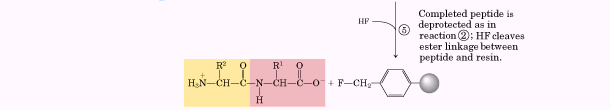 HF
⑤
Completed peptide is
deprotected as in
reaction ②; HF cleaves
ester linkage between
peptide and resin.
R² O R¹ O
H₃N⁺—CH—C—N—CH—C—O⁻ + F—CH₂
H